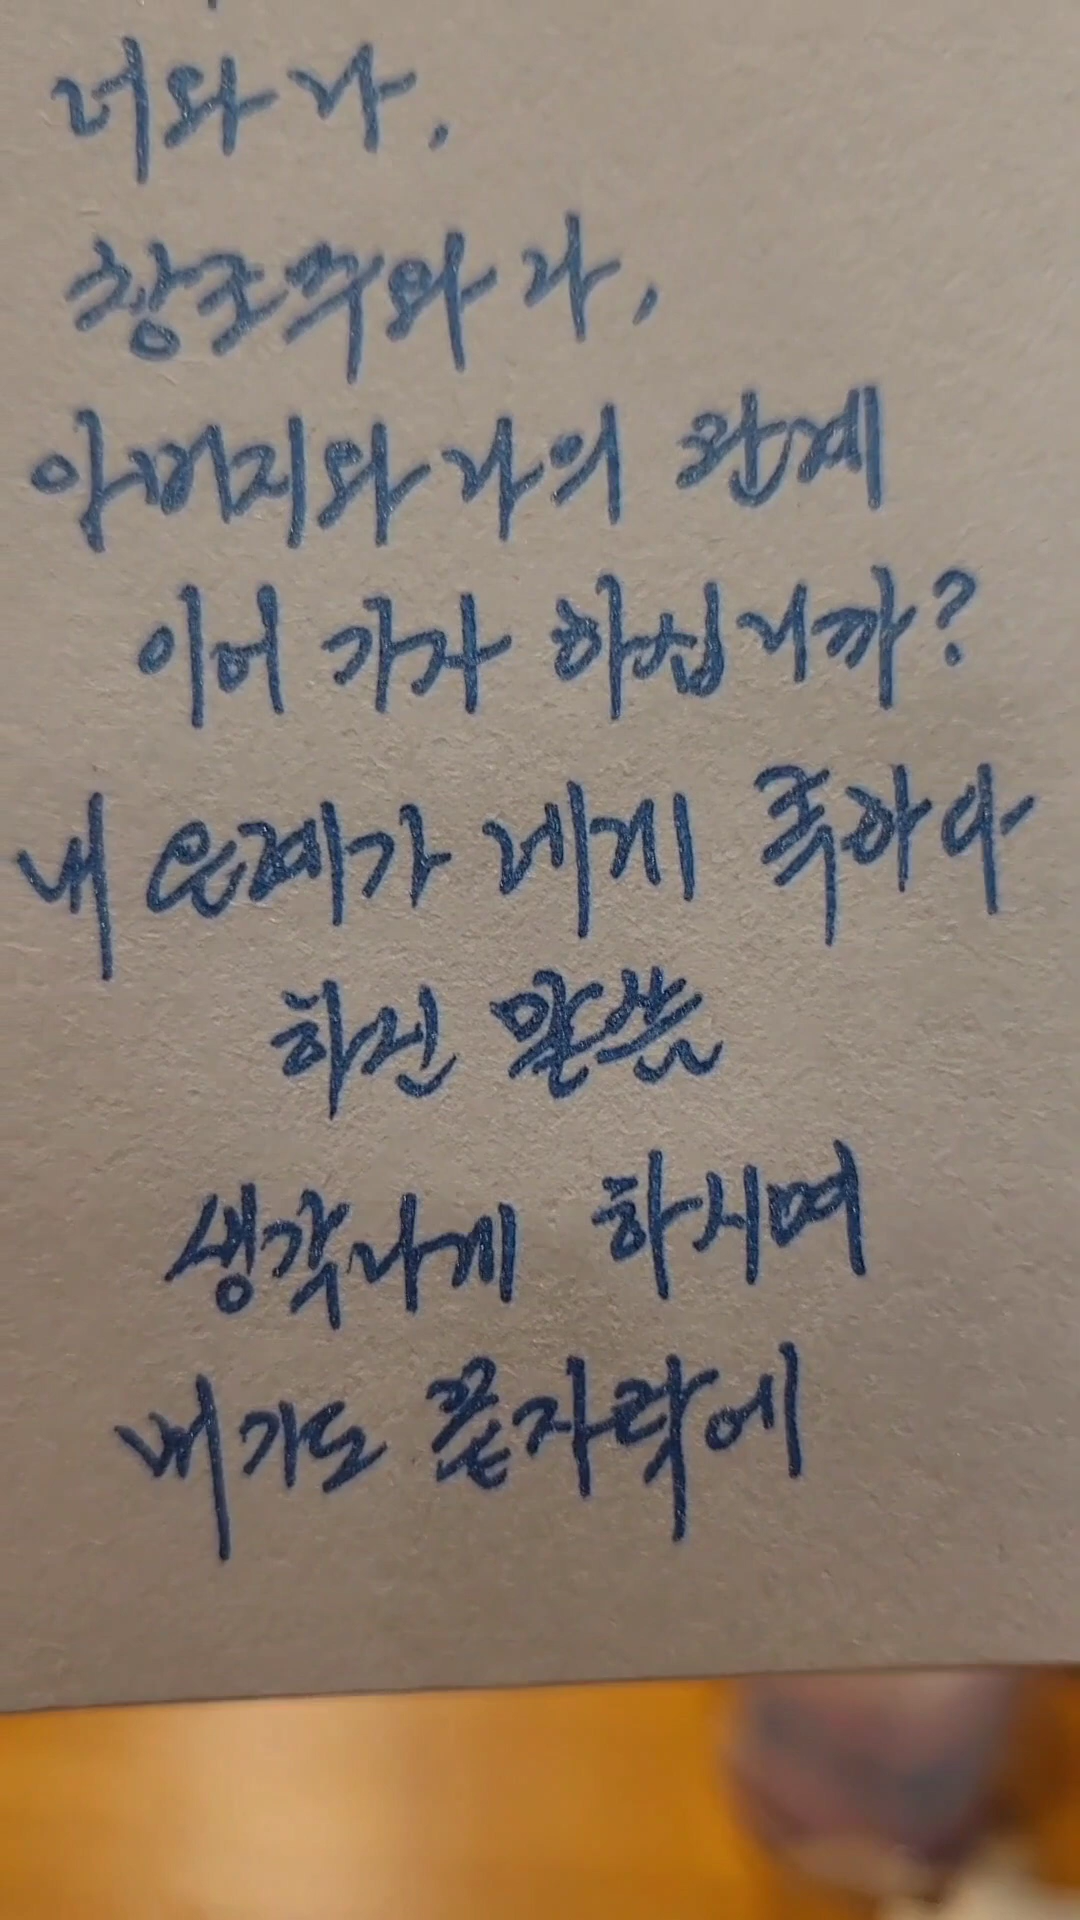 너와 나,
창조주와 나,
아버지와 나의 관계
이어 가자 하십니까?
내 은혜가 네게 족하다
하신 말씀
생각나게 하시며
내 기도 끝자락에